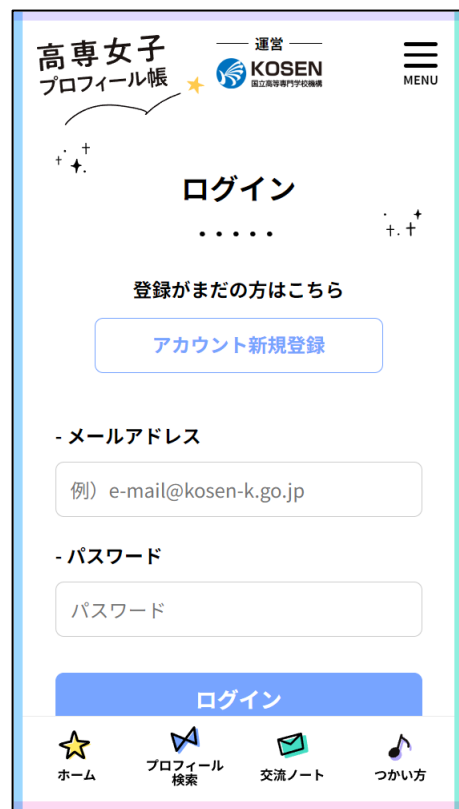 高専女子
プロフィール帳
運営
KOSEN
国立高等専門学校機構
MENU
ログイン
登録がまだの方はこちら
アカウント新規登録
- メールアドレス
例）e-mail@kosen-k.go.jp
- パスワード
パスワード
ログイン
ホーム
プロフィール
検索
交流ノート
つかい方